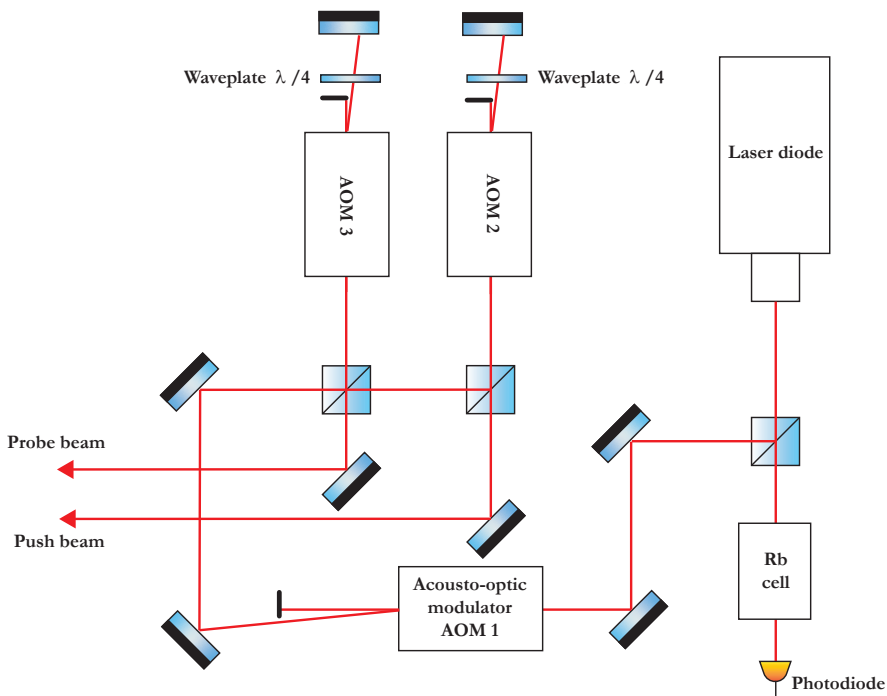 Waveplate λ /4
Waveplate λ /4
Laser diode
AOM 3
AOM 2
Probe beam
Push beam
Acousto-optic
modulator
AOM 1
Rb
cell
Photodiode